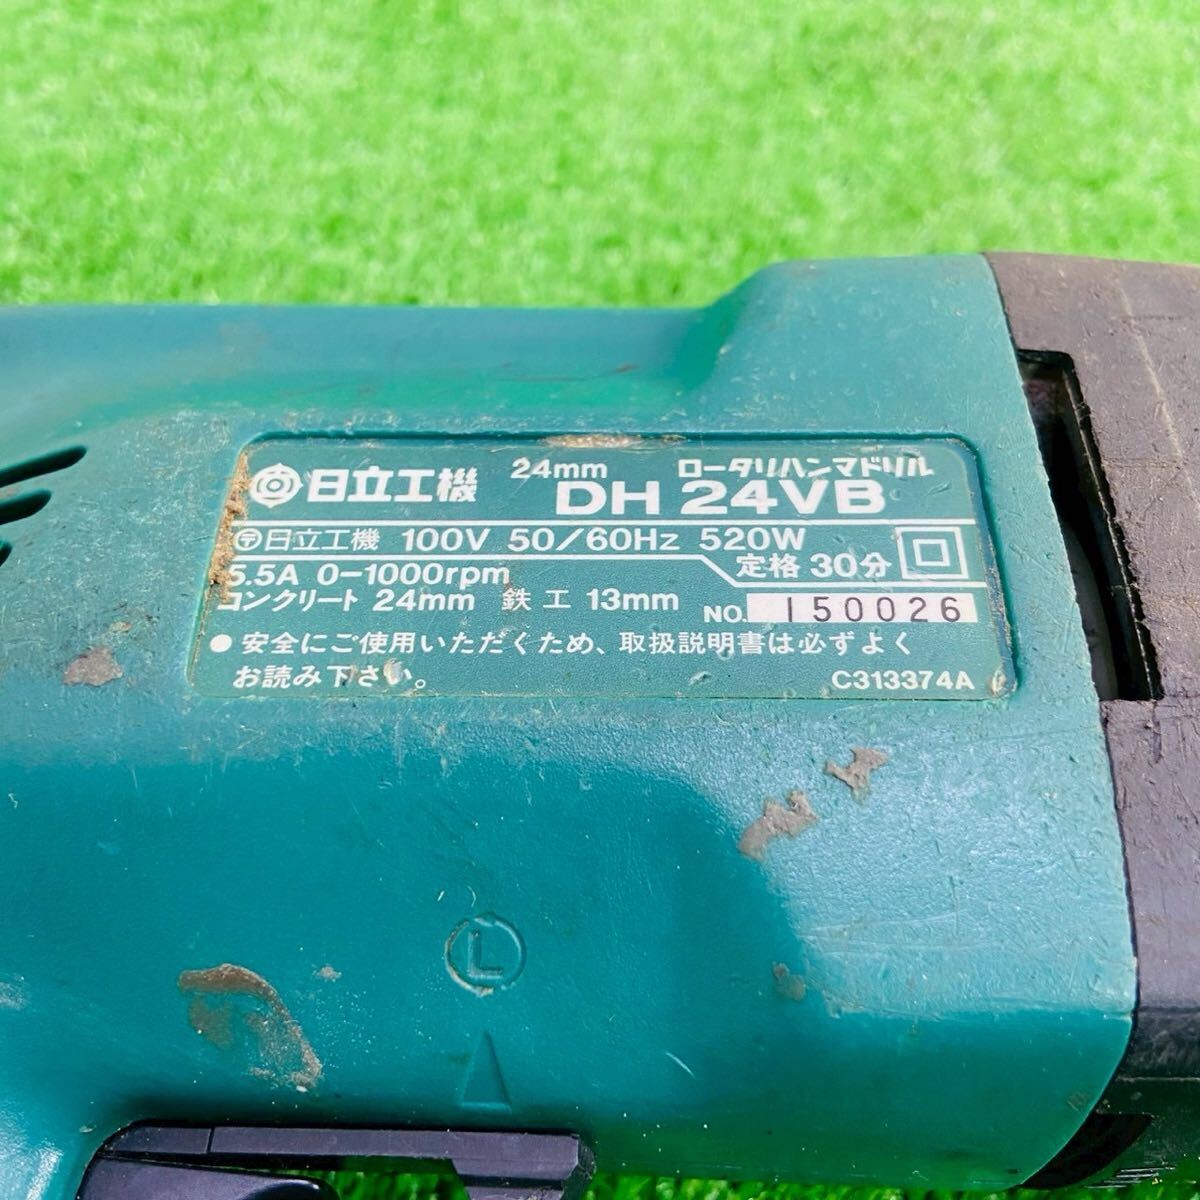 日立工機 24mm ロータリハンマドリル
DH 24VB
〒日立工機 100V 50/60Hz 520W
5.5A 0-1000rpm 定格 30分
コンクリート 24mm 鉄工 13mm NO. 150026
● 安全にご使用いただくため、取扱説明書は必ずよく
お読み下さい。 C313374A
L